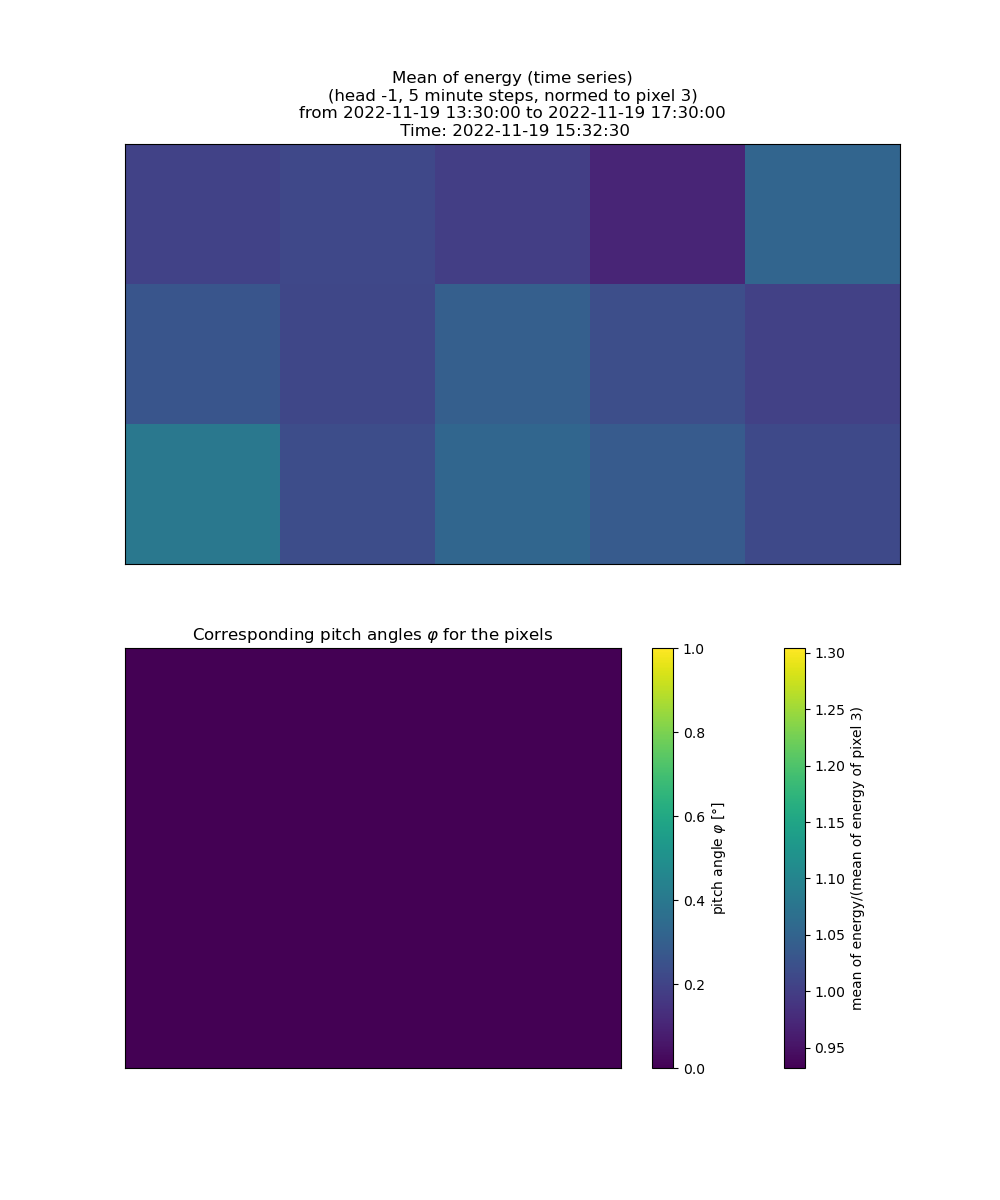 Mean of energy (time series)
(head -1, 5 minute steps, normed to pixel 3)
from 2022-11-19 13:30:00 to 2022-11-19 17:30:00
Time: 2022-11-19 15:32:30
Corresponding pitch angles φ for the pixels
1.0
0.8
0.6
0.4
0.2
0.0
pitch angle φ [°]
1.30
1.25
1.20
1.15
1.10
1.05
1.00
0.95
mean of energy/(mean of energy of pixel 3)